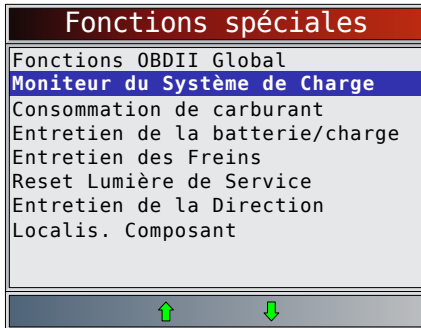 Fonctions spéciales
Fonctions OBDII Global
Moniteur du Système de Charge
Consommation de carburant
Entretien de la batterie/charge
Entretien des Freins
Reset Lumière de Service
Entretien de la Direction
Localis. Composant